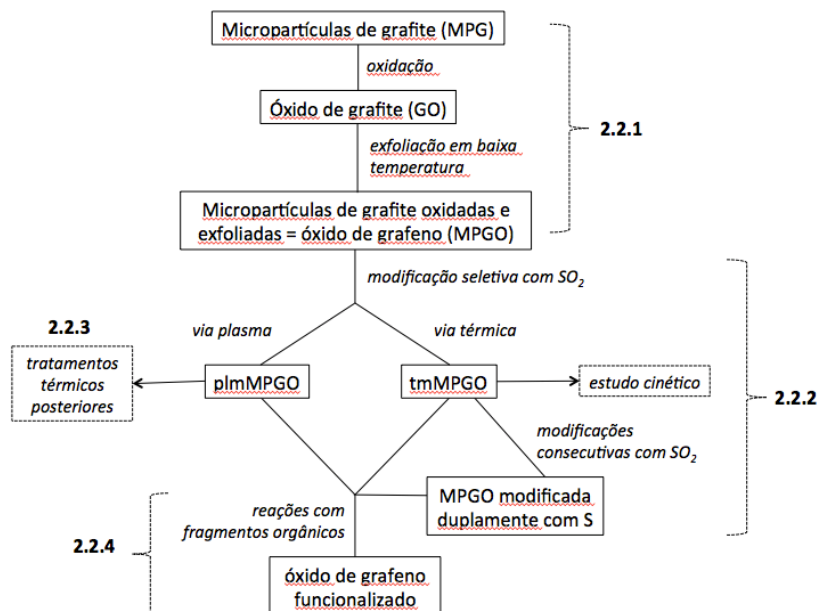 Micropartículas de grafite (MPG)
oxidação
Óxido de grafite (GO)
2.2.1
exfoliação em baixa
temperatura
Micropartículas de grafite oxidadas e
exfoliadas = óxido de grafeno (MPGO)
modificação seletiva com SO₂
2.2.3
via plasma
via térmica
tratamentos
térmicos
posteriores
plmMPGO
tmMPGO
estudo cinético
2.2.2
modificações
consecutivas com SO₂
MPGO modificada
duplamente com S
reações com
fragmentos orgânicos
2.2.4
óxido de grafeno
funcionalizado